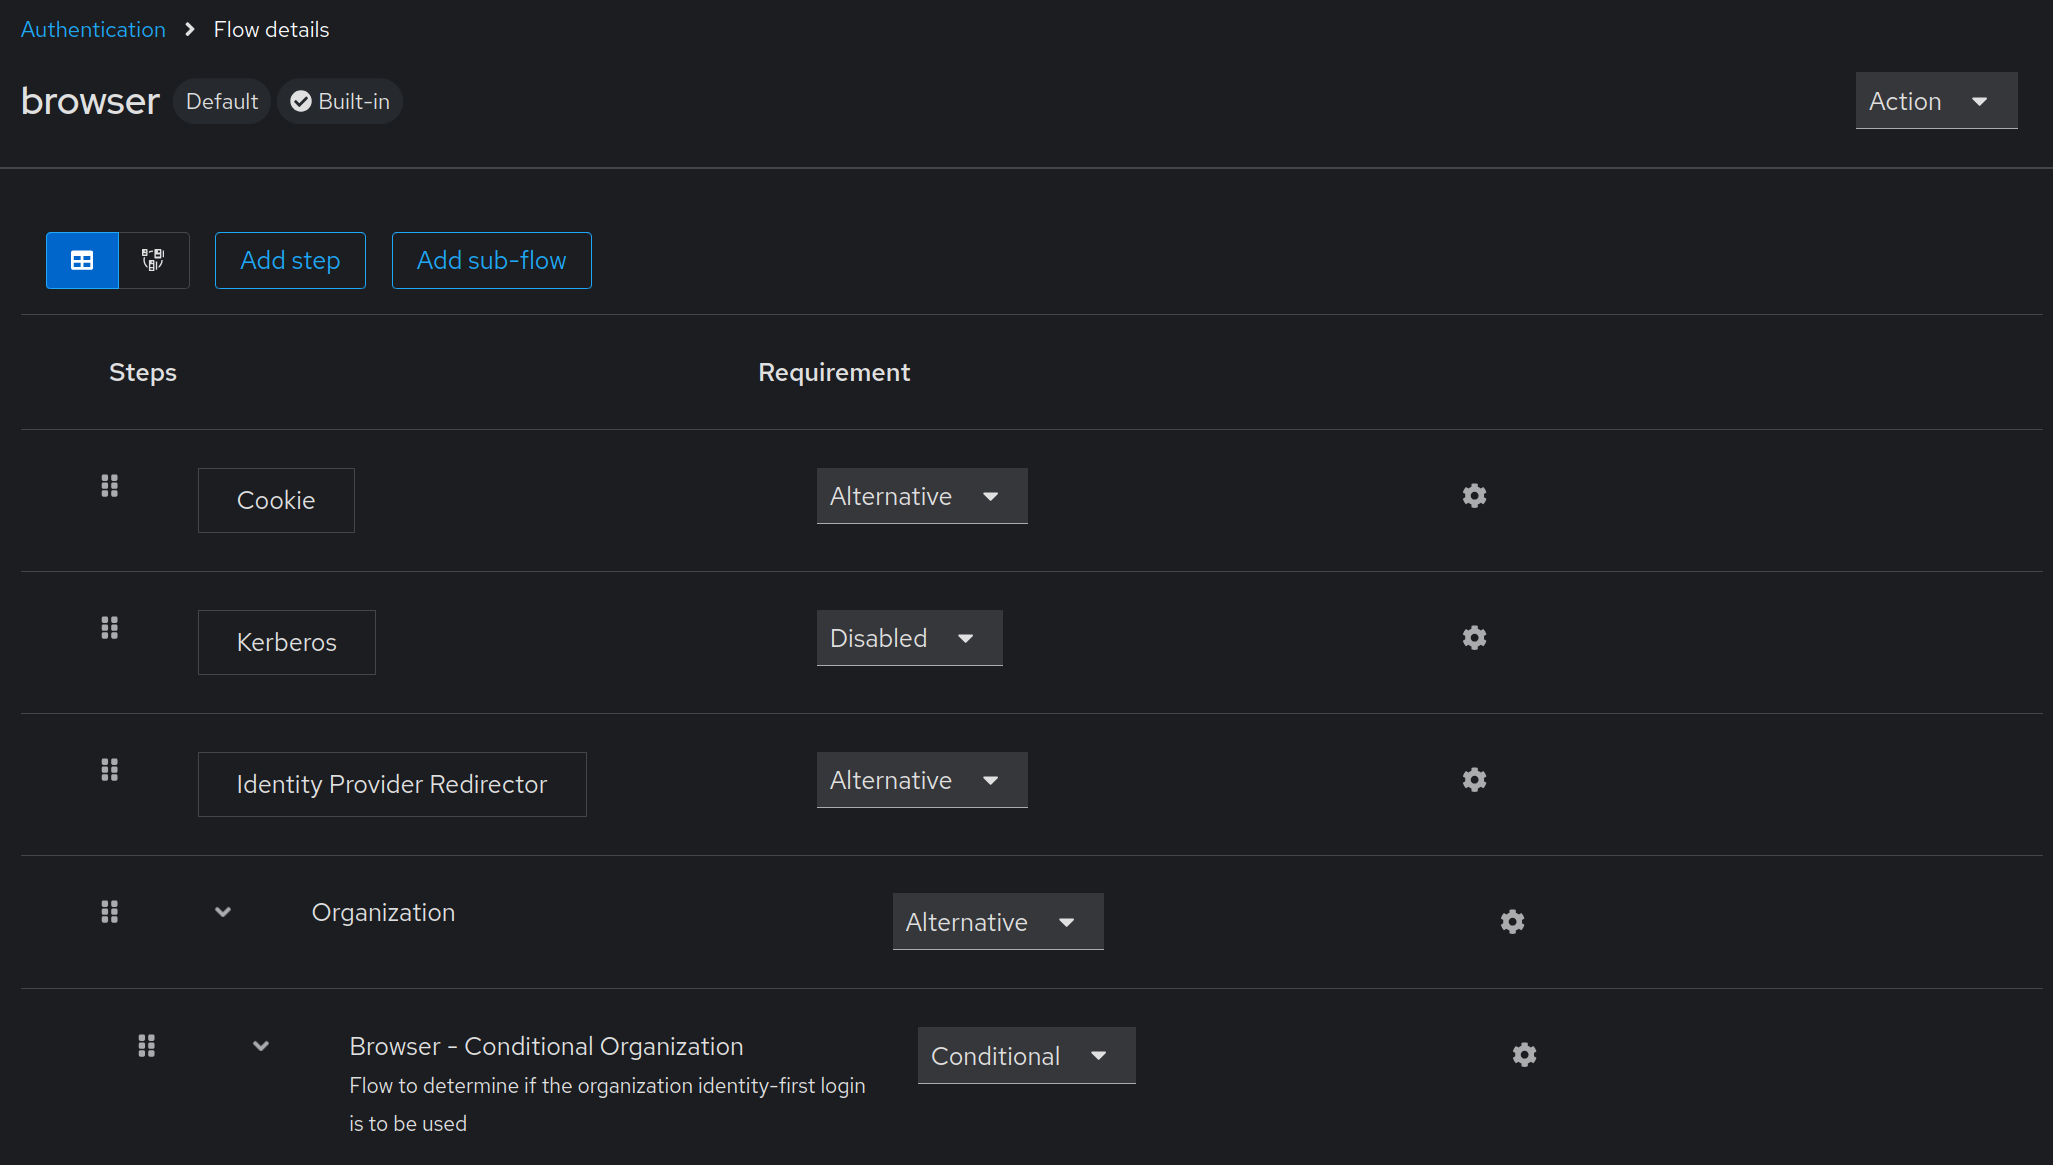 Authentication > Flow details
browser Default Built-in
Action
Add step Add sub-flow
Steps Requirement
Cookie Alternative
Kerberos Disabled
Identity Provider Redirector Alternative
Organization Alternative
Browser - Conditional Organization Conditional
Flow to determine if the organization identity-first login
is to be used